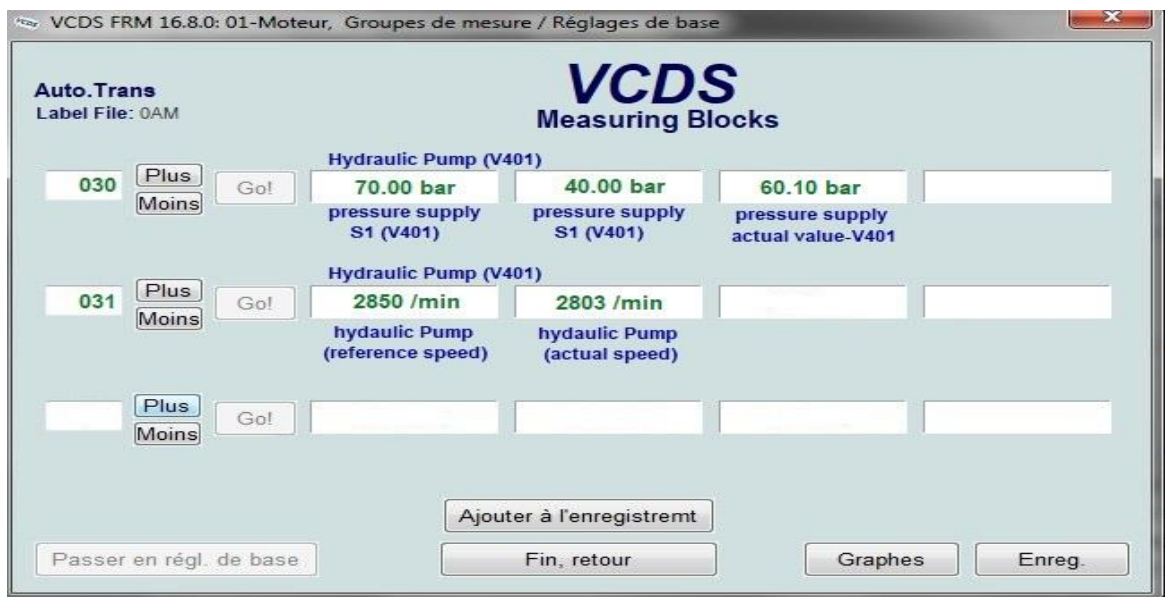 VCDS FRM 16.8.0: 01-Moteur, Groupes de mesure / Réglages de base
Auto.Trans
Label File: 0AM
VCDS
Measuring Blocks
Hydraulic Pump (V401)
030 Plus Moins Go! 70.00 bar 40.00 bar 60.10 bar
pressure supply pressure supply pressure supply
S1 (V401) S1 (V401) actual value-V401
Hydraulic Pump (V401)
031 Plus Moins Go! 2850 /min 2803 /min
hydaulic Pump hydaulic Pump
(reference speed) (actual speed)
Plus Moins Go!
Ajouter à l'enregistremt
Passer en régl. de base Fin, retour Graphes Enreg.